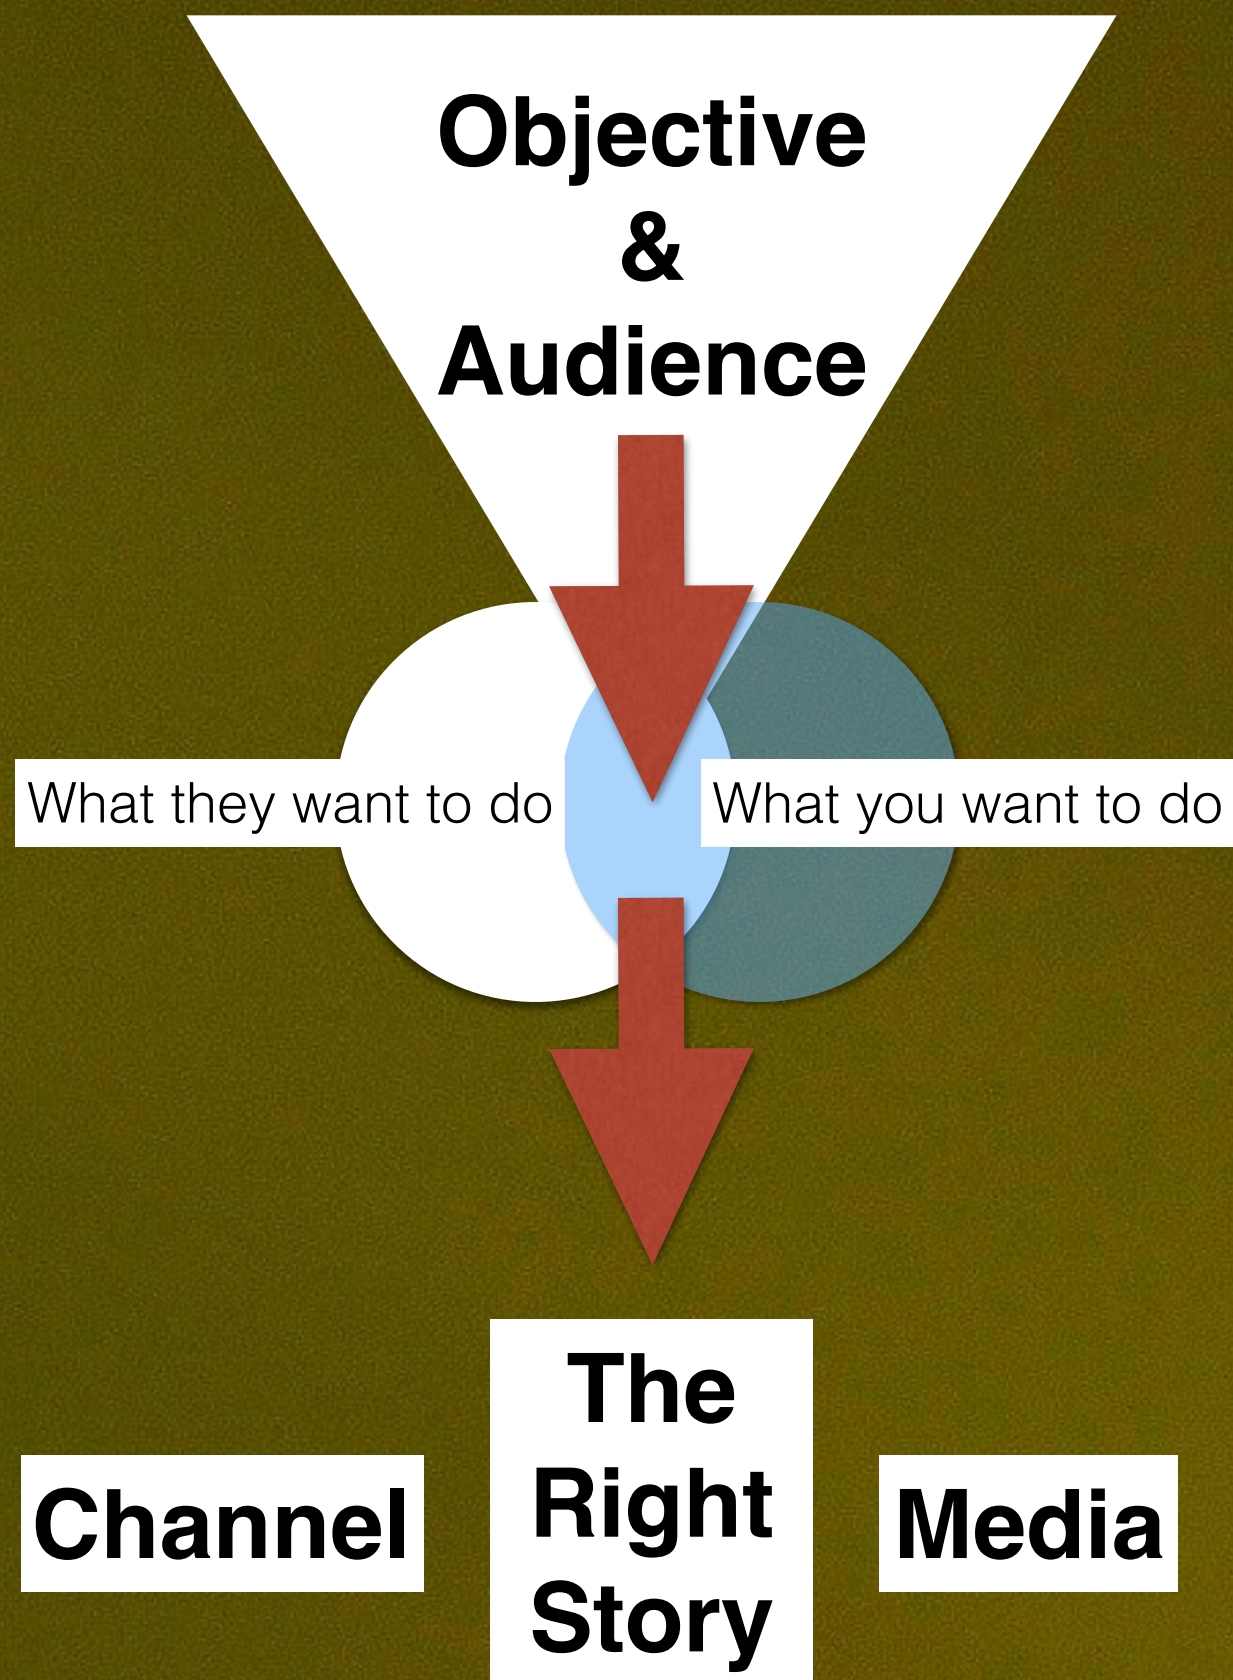 Objective
&
Audience
What they want to do
What you want to do
The
Right
Story
Channel
Media